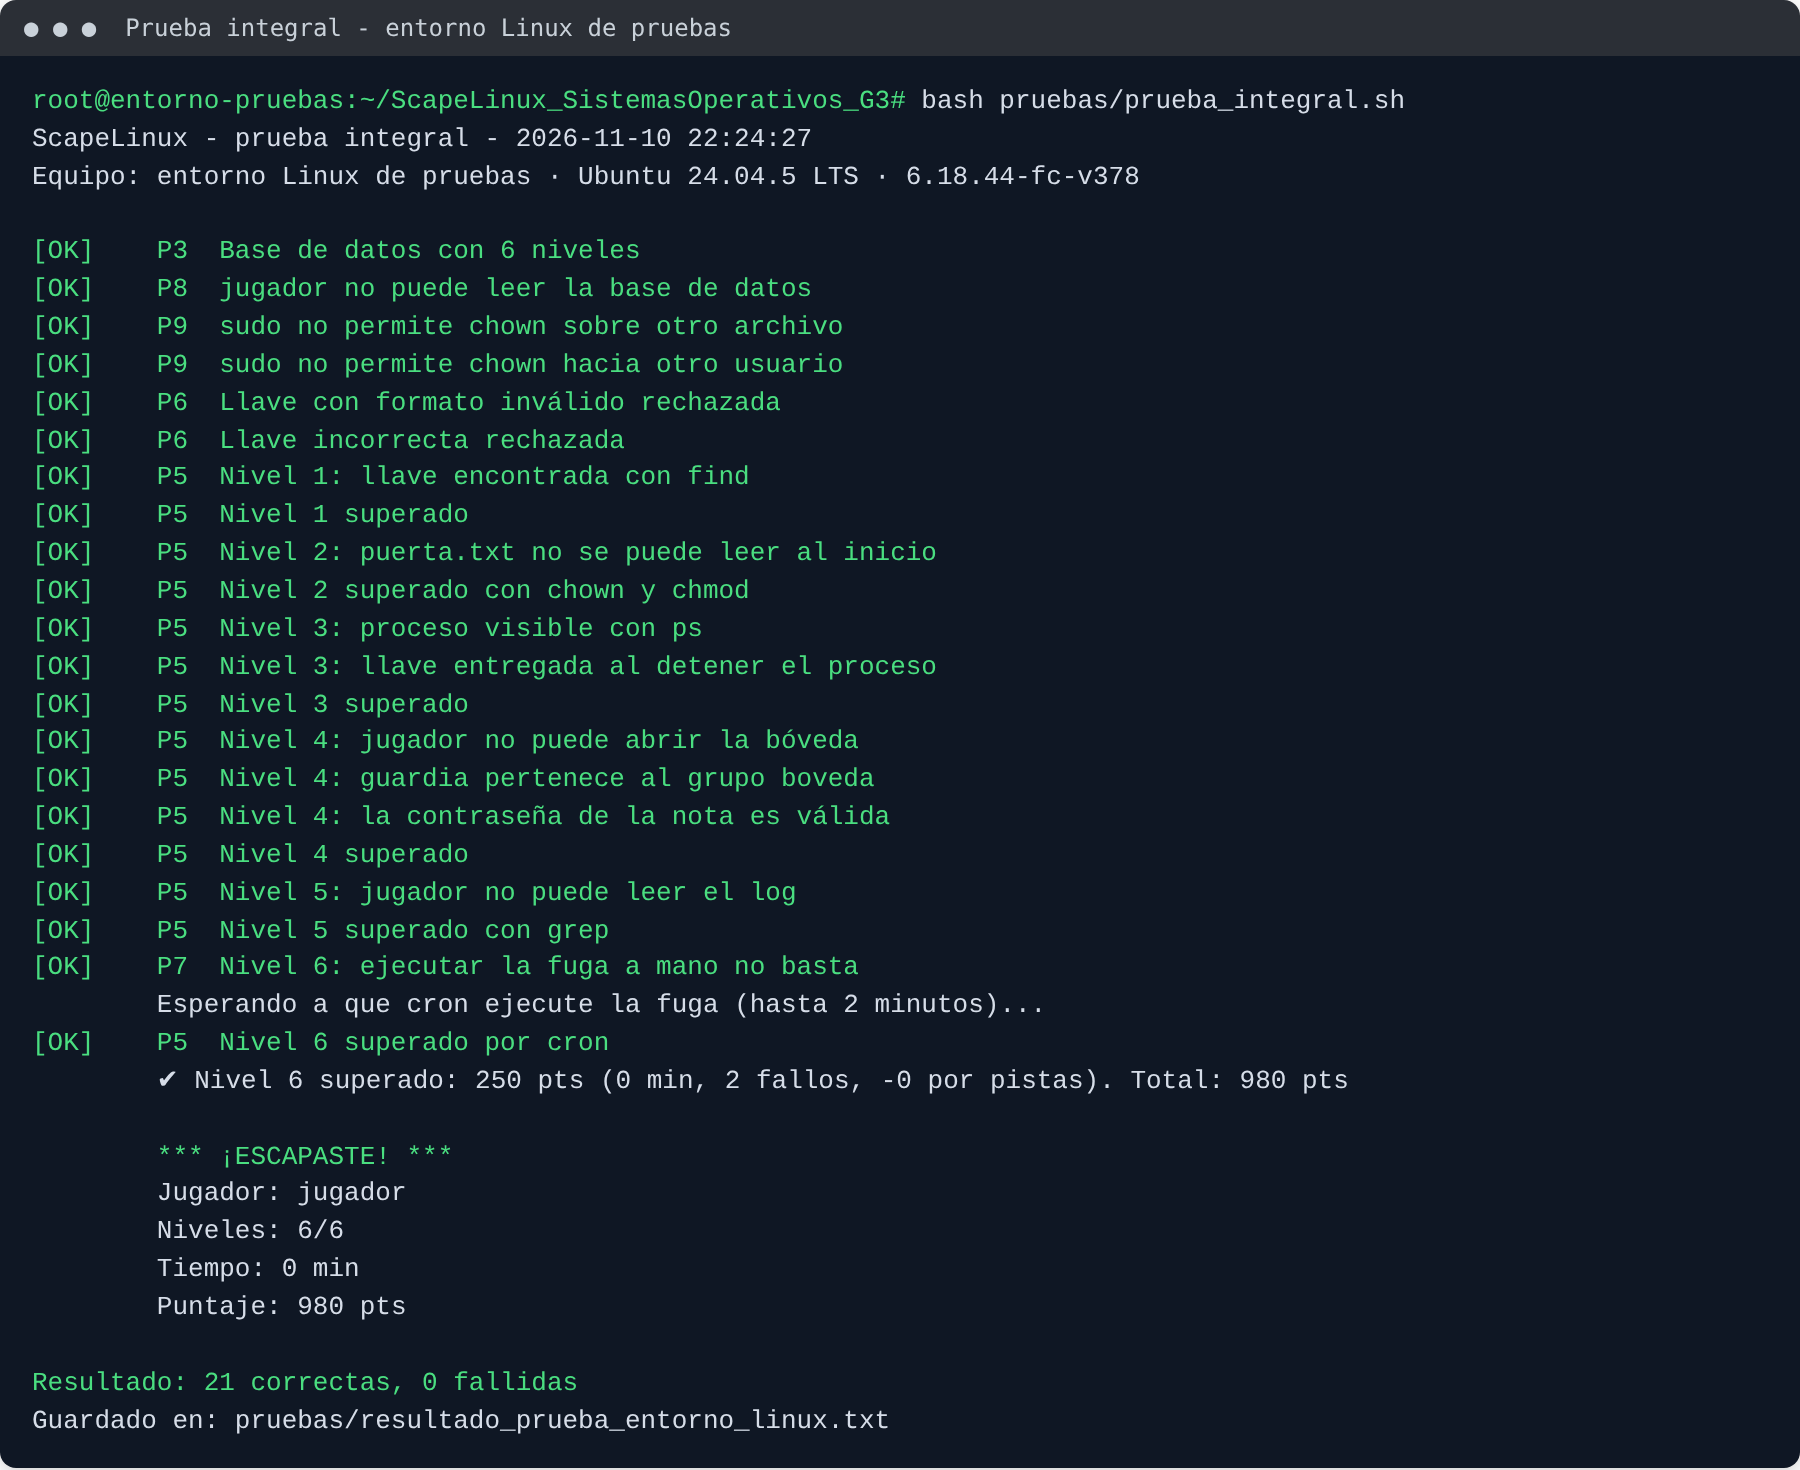 Prueba integral - entorno Linux de pruebas
root@entorno-pruebas:~/ScapeLinux_SistemasOperativos_G3# bash pruebas/prueba_integral.sh
ScapeLinux - prueba integral - 2026-11-10 22:24:27
Equipo: entorno Linux de pruebas · Ubuntu 24.04.5 LTS · 6.18.44-fc-v378
[OK] P3 Base de datos con 6 niveles
[OK] P8 jugador no puede leer la base de datos
[OK] P9 sudo no permite chown sobre otro archivo
[OK] P9 sudo no permite chown hacia otro usuario
[OK] P6 Llave con formato inválido rechazada
[OK] P6 Llave incorrecta rechazada
[OK] P5 Nivel 1: llave encontrada con find
[OK] P5 Nivel 1 superado
[OK] P5 Nivel 2: puerta.txt no se puede leer al inicio
[OK] P5 Nivel 2 superado con chown y chmod
[OK] P5 Nivel 3: proceso visible con ps
[OK] P5 Nivel 3: llave entregada al detener el proceso
[OK] P5 Nivel 3 superado
[OK] P5 Nivel 4: jugador no puede abrir la bóveda
[OK] P5 Nivel 4: guardia pertenece al grupo boveda
[OK] P5 Nivel 4: la contraseña de la nota es válida
[OK] P5 Nivel 4 superado
[OK] P5 Nivel 5: jugador no puede leer el log
[OK] P5 Nivel 5 superado con grep
[OK] P7 Nivel 6: ejecutar la fuga a mano no basta
Esperando a que cron ejecute la fuga (hasta 2 minutos)...
[OK] P5 Nivel 6 superado por cron
✔ Nivel 6 superado: 250 pts (0 min, 2 fallos, -0 por pistas). Total: 980 pts
*** ¡ESCAPASTE! ***
Jugador: jugador
Niveles: 6/6
Tiempo: 0 min
Puntaje: 980 pts
Resultado: 21 correctas, 0 fallidas
Guardado en: pruebas/resultado_prueba_entorno_linux.txt